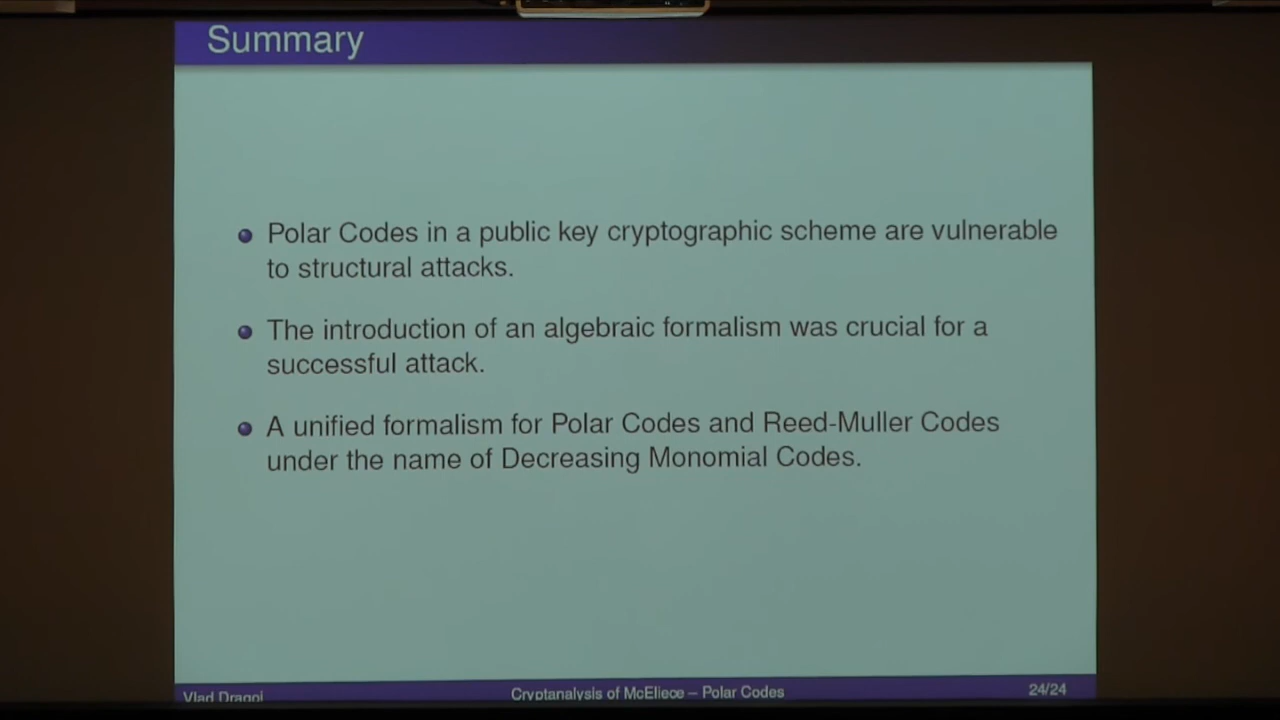 Summary
Polar Codes in a public key cryptographic scheme are vulnerable
to structural attacks.
The introduction of an algebraic formalism was crucial for a
successful attack.
A unified formalism for Polar Codes and Reed-Muller Codes
under the name of Decreasing Monomial Codes.
Vlad Dragoi
Cryptanalysis of McEliece – Polar Codes
24/24